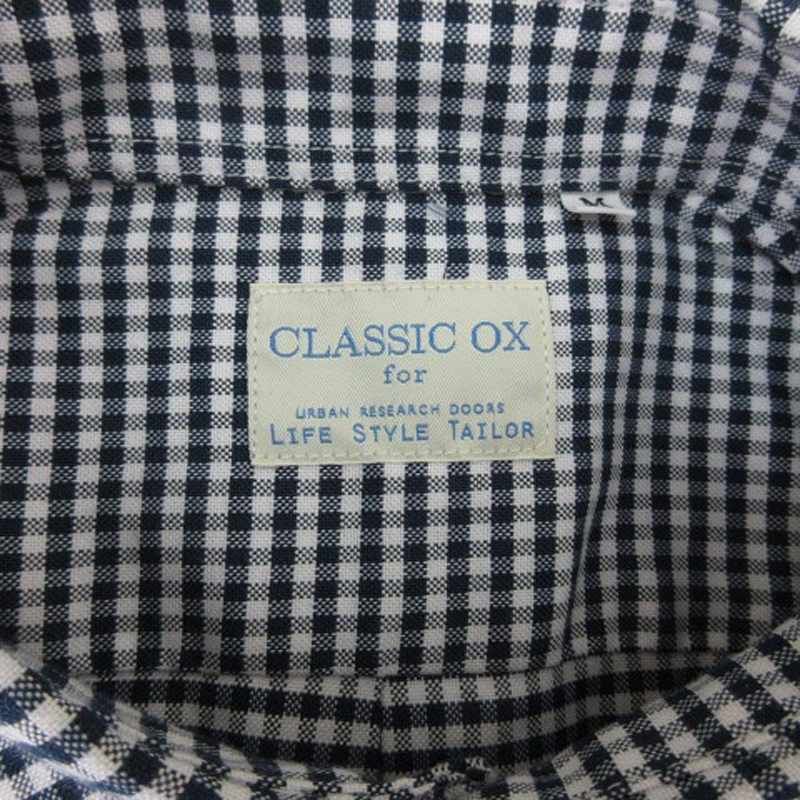 M
CLASSIC OX
for
URBAN RESEARCH DOORS
LIFE STYLE TAILOR